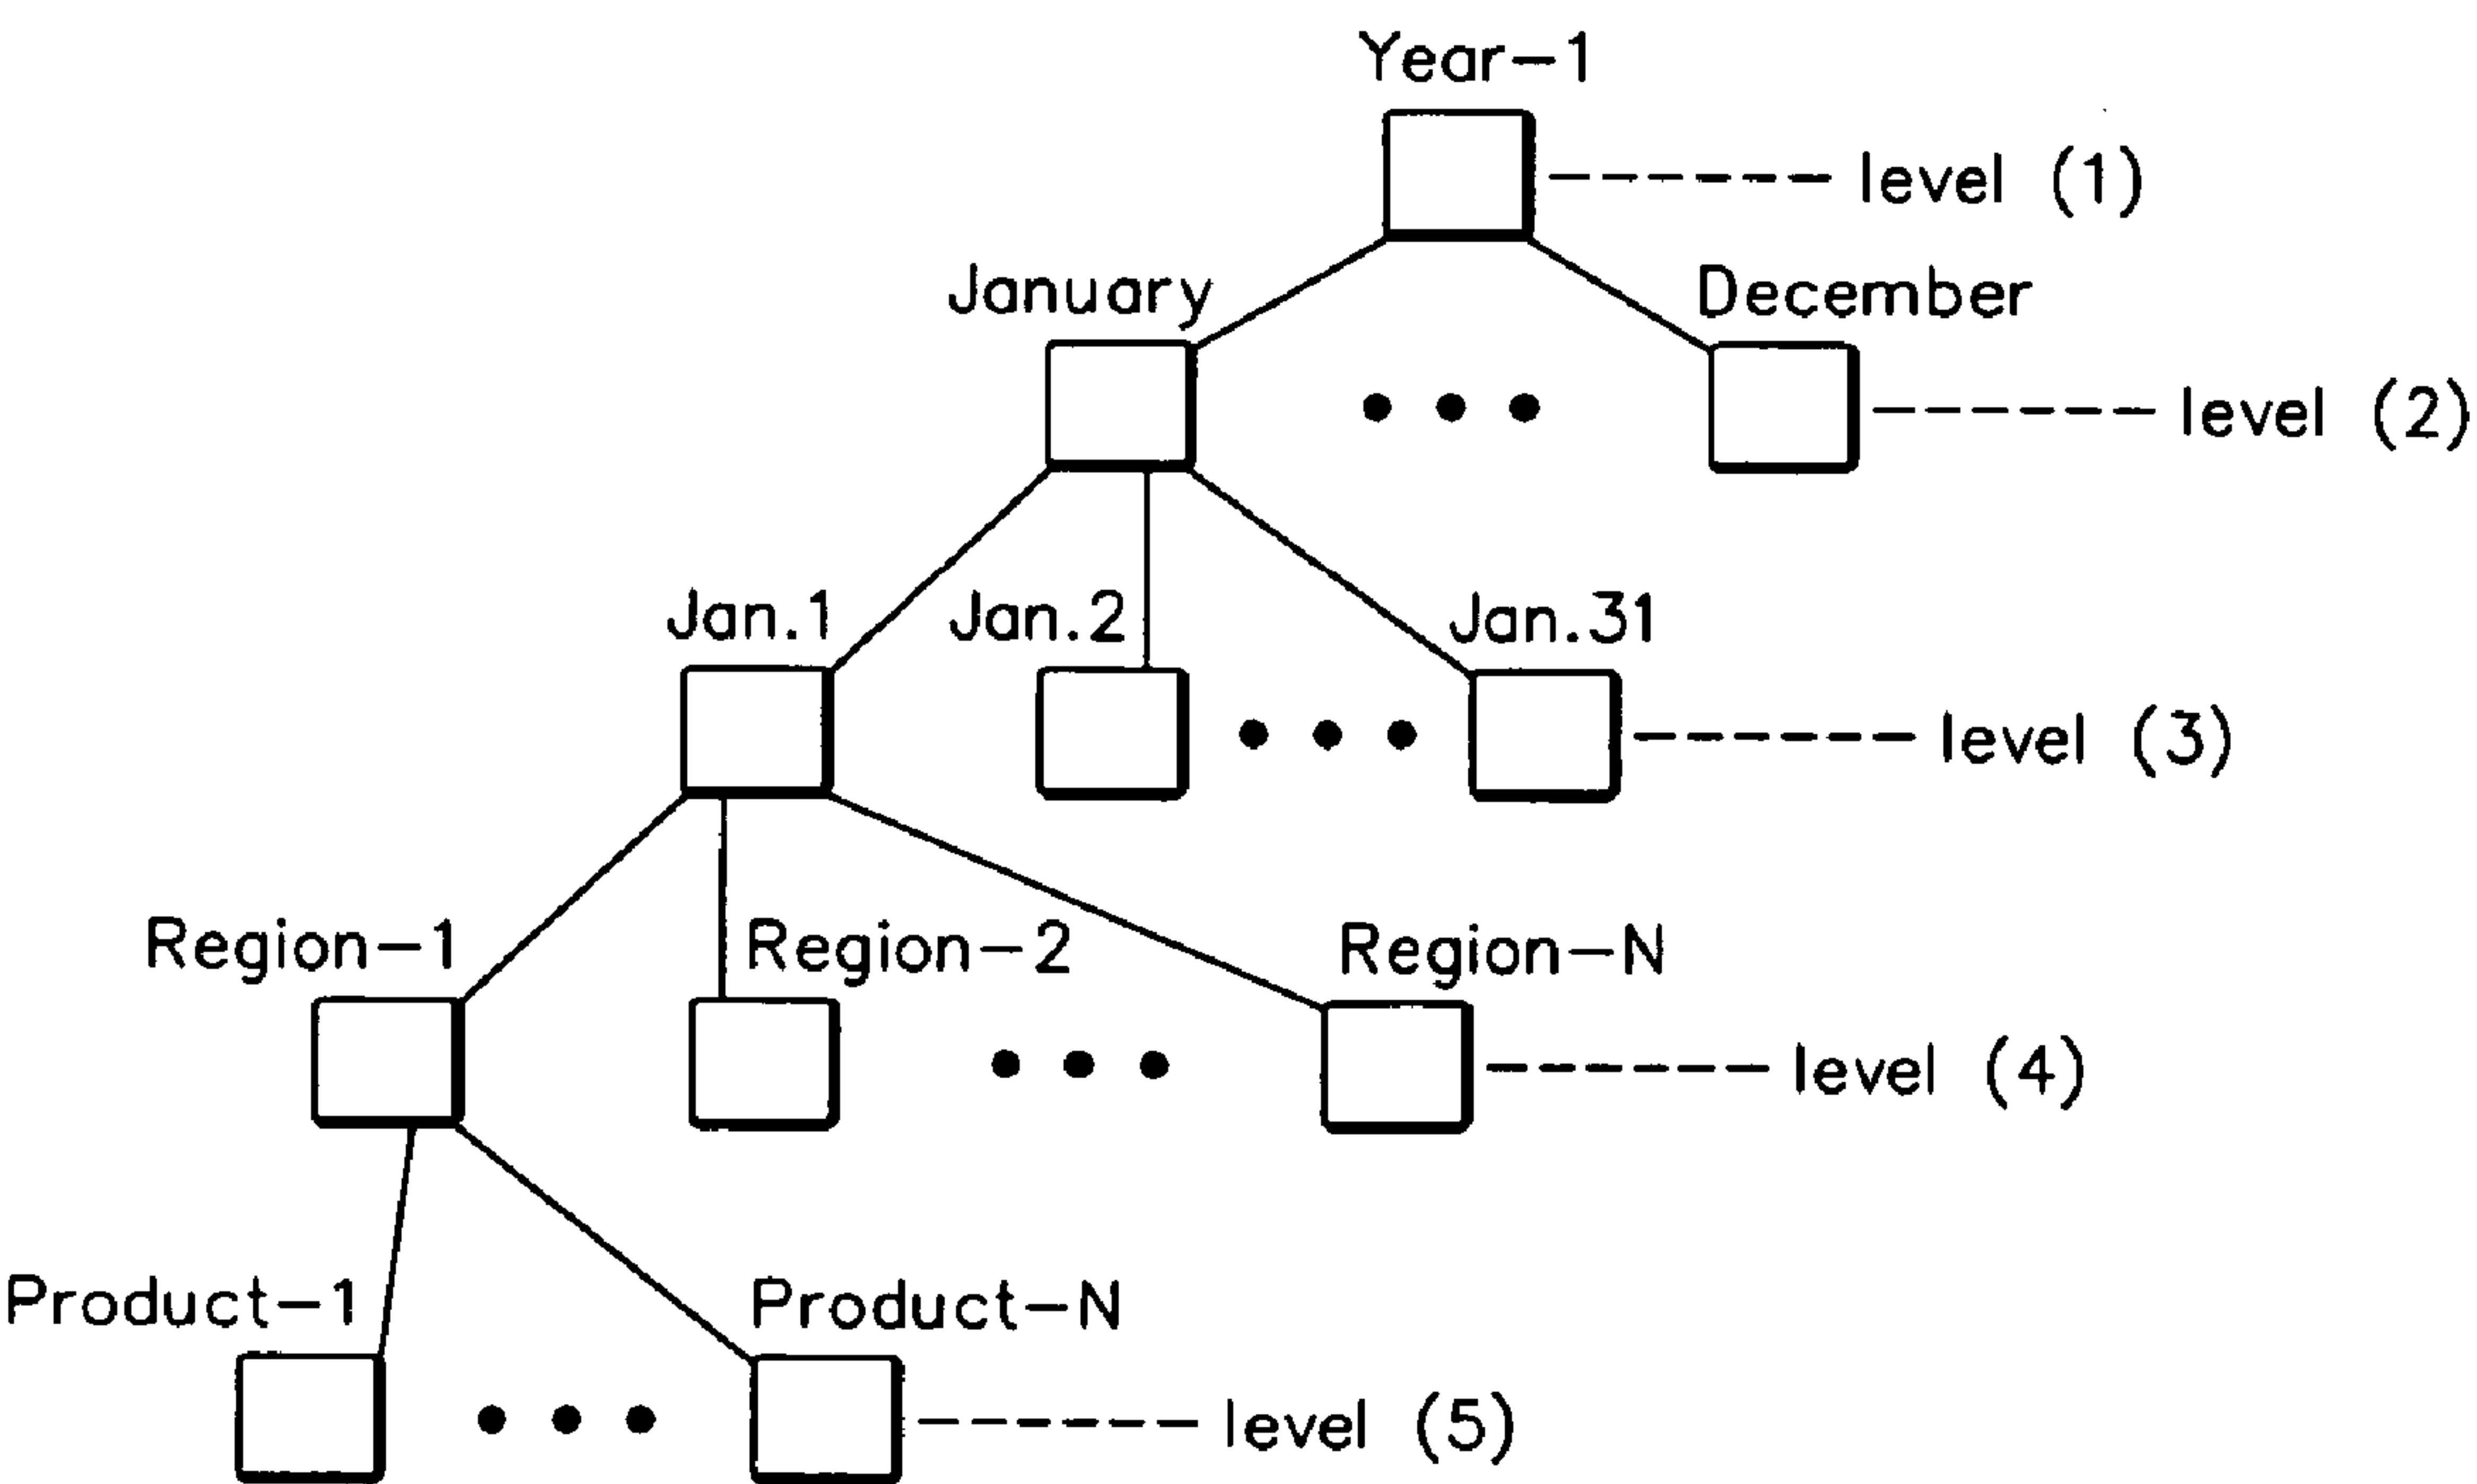 Year-1
level (1)
January
December
level (2)
Jan.1
Jan.2
Jan.31
level (3)
Region-1
Region-2
Region-N
level (4)
Product-1
Product-N
level (5)